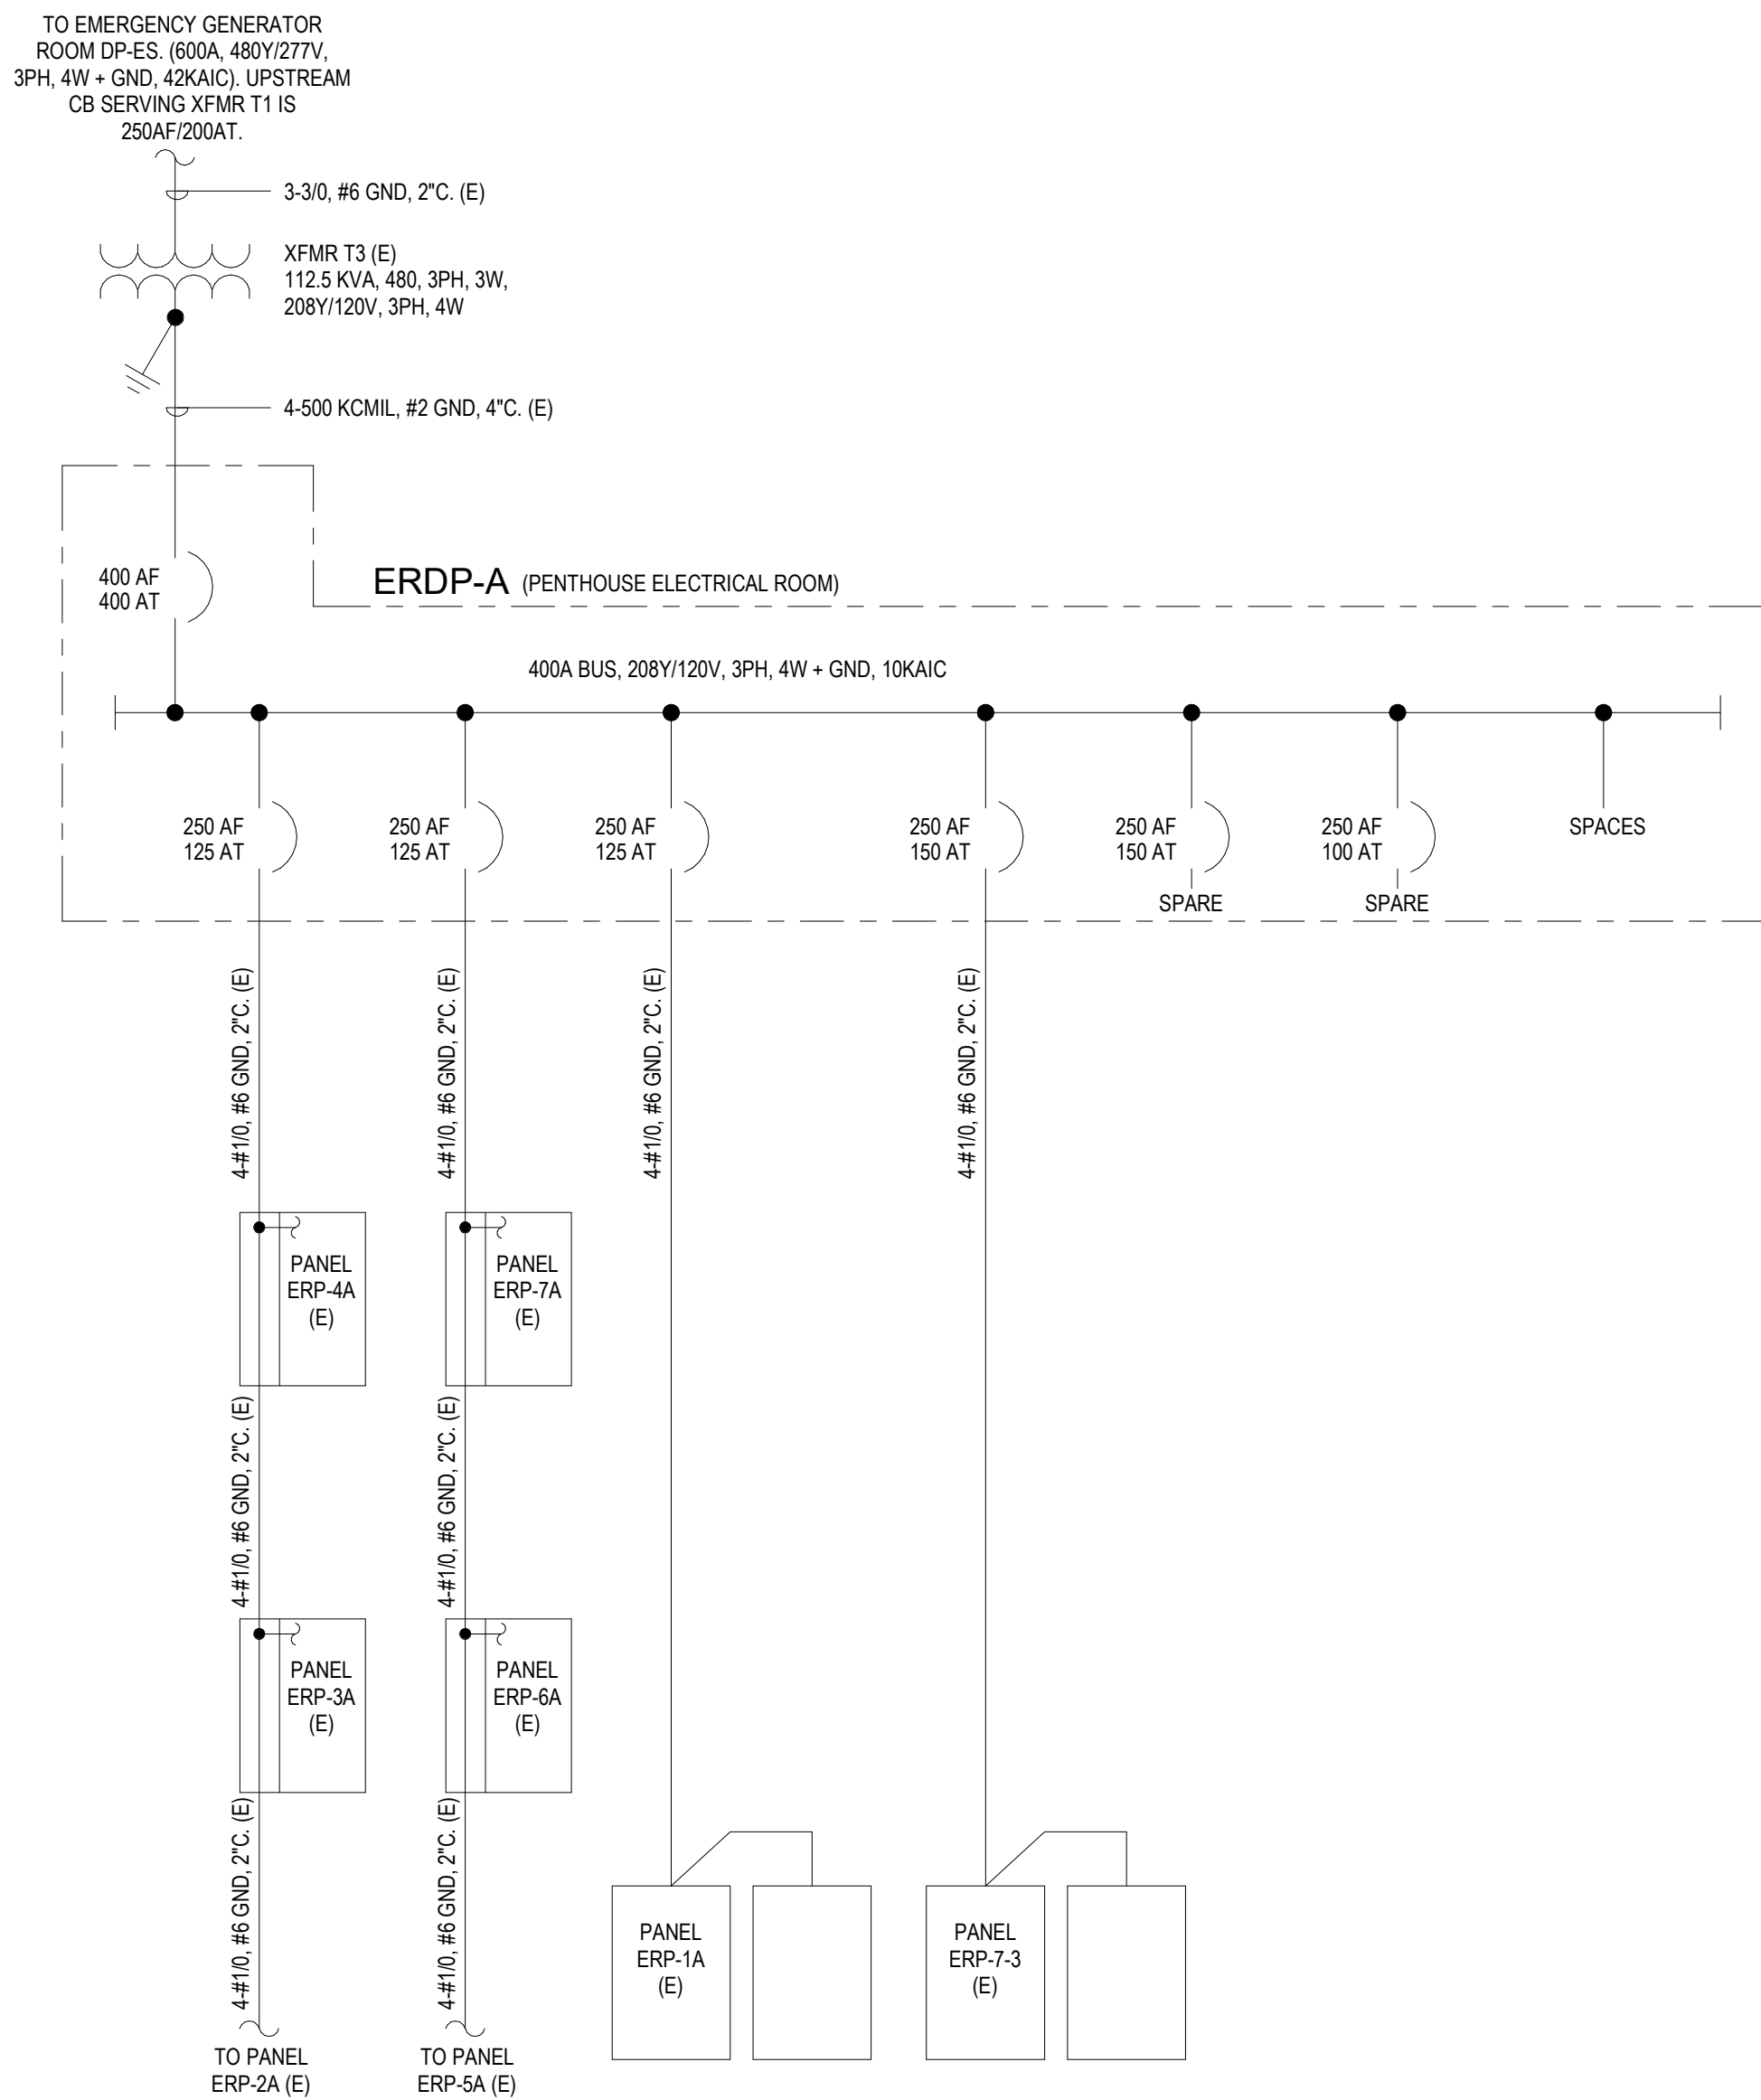 TO EMERGENCY GENERATOR
ROOM DP-ES. (600A, 480Y/277V,
3PH, 4W + GND, 42KAIC). UPSTREAM
CB SERVING XFMR T1 IS
250AF/200AT.
3-3/0, #6 GND, 2"C. (E)
XFMR T3 (E)
112.5 KVA, 480, 3PH, 3W,
208Y/120V, 3PH, 4W
4-500 KCMIL, #2 GND, 4"C. (E)
400 AF
400 AT
ERDP-A (PENTHOUSE ELECTRICAL ROOM)
400A BUS, 208Y/120V, 3PH, 4W + GND, 10KAIC
250 AF
125 AT
250 AF
125 AT
250 AF
125 AT
250 AF
150 AT
250 AF
150 AT
SPARE
250 AF
100 AT
SPARE
SPACES
4-#1/0, #6 GND, 2"C. (E)
4-#1/0, #6 GND, 2"C. (E)
4-#1/0, #6 GND, 2"C. (E)
4-#1/0, #6 GND, 2"C. (E)
PANEL
ERP-4A
(E)
PANEL
ERP-7A
(E)
4-#1/0, #6 GND, 2"C. (E)
4-#1/0, #6 GND, 2"C. (E)
PANEL
ERP-3A
(E)
PANEL
ERP-6A
(E)
4-#1/0, #6 GND, 2"C. (E)
4-#1/0, #6 GND, 2"C. (E)
PANEL
ERP-1A
(E)
PANEL
ERP-7-3
(E)
TO PANEL
ERP-2A (E)
TO PANEL
ERP-5A (E)